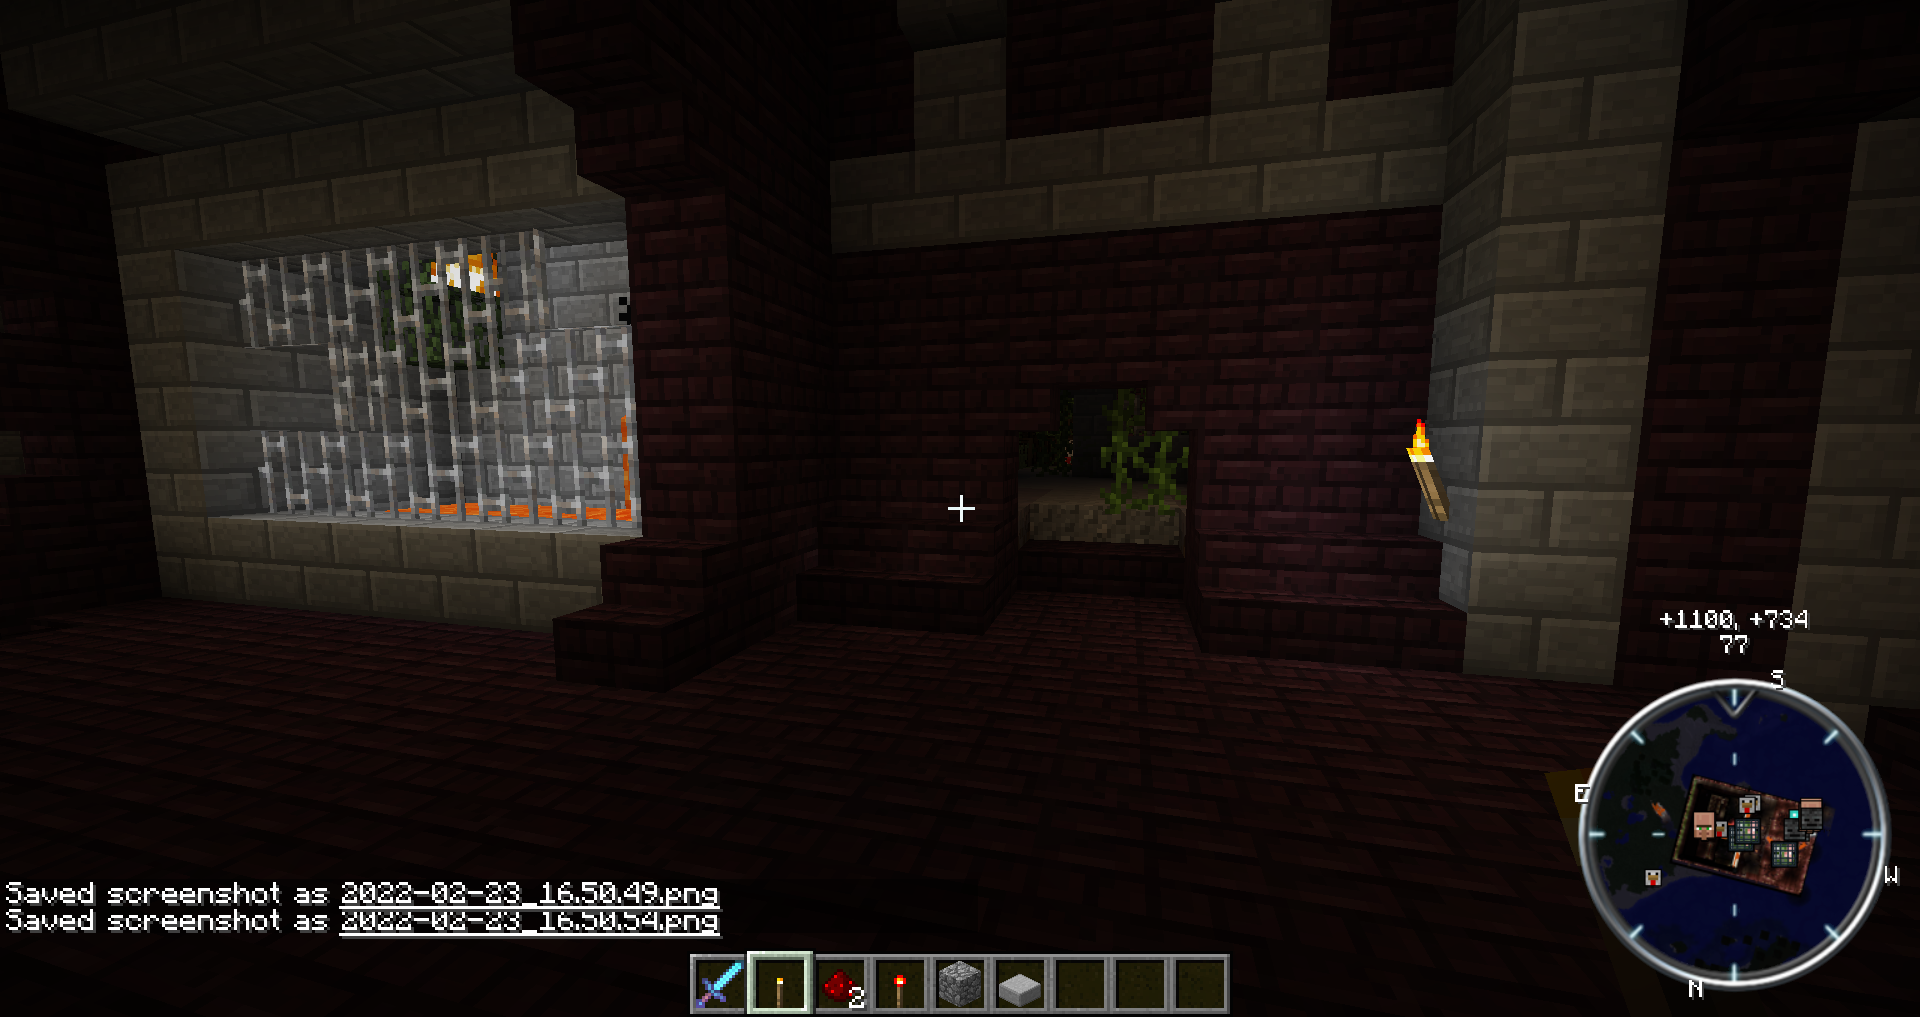 +1100, +734
77
S
E
W
N
Saved screenshot as 2022-02-23_16.50.49.png
Saved screenshot as 2022-02-23_16.50.54.png
2